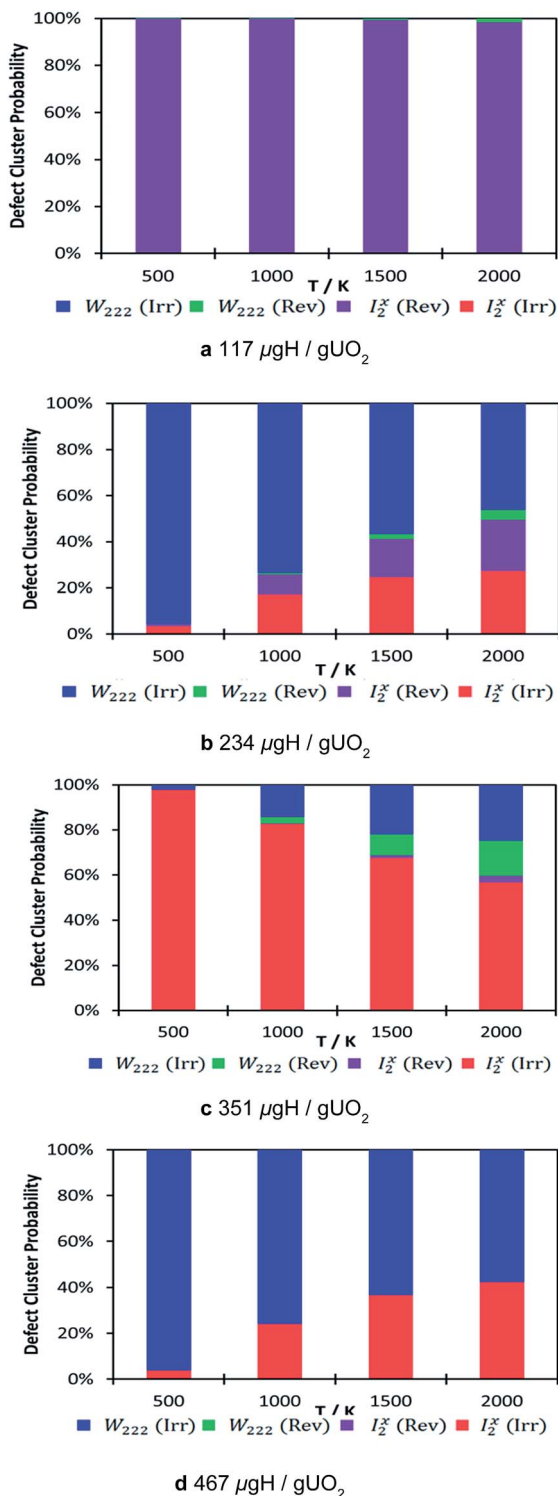 100%
80%
60%
40%
20%
0%
Defect Cluster Probability
500 1000 1500 2000
T / K
W₂₂₂ (Irr) W₂₂₂ (Rev) I₂ˣ (Rev) I₂ˣ (Irr)
a 117 µgH / gUO₂
100%
80%
60%
40%
20%
0%
Defect Cluster Probability
500 1000 1500 2000
T / K
W₂₂₂ (Irr) W₂₂₂ (Rev) I₂ˣ (Rev) I₂ˣ (Irr)
b 234 µgH / gUO₂
100%
80%
60%
40%
20%
0%
Defect Cluster Probability
500 1000 1500 2000
T / K
W₂₂₂ (Irr) W₂₂₂ (Rev) I₂ˣ (Rev) I₂ˣ (Irr)
c 351 µgH / gUO₂
100%
80%
60%
40%
20%
0%
Defect Cluster Probability
500 1000 1500 2000
T / K
W₂₂₂ (Irr) W₂₂₂ (Rev) I₂ˣ (Rev) I₂ˣ (Irr)
d 467 µgH / gUO₂